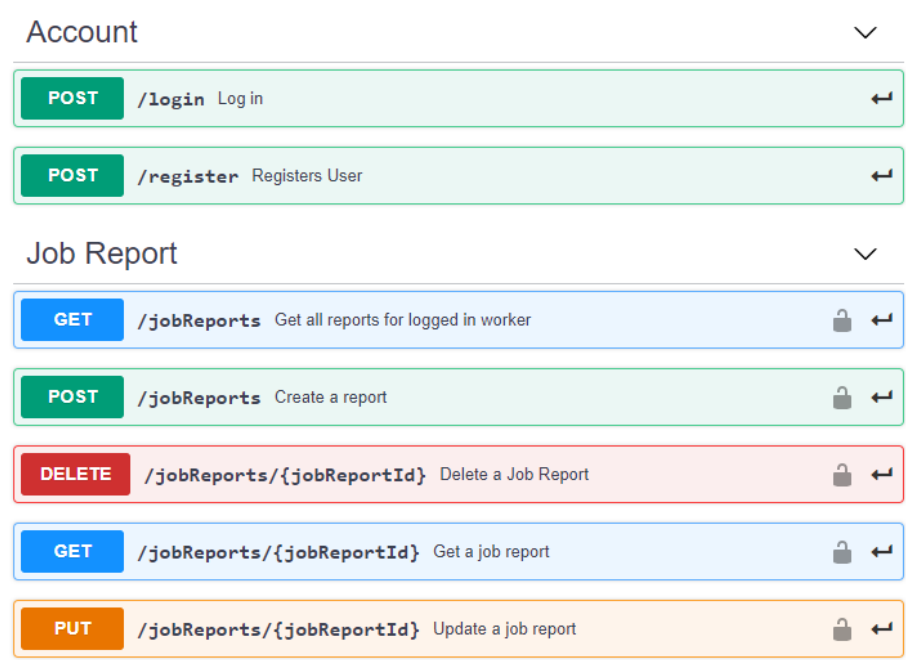 Account
POST /login Log in
POST /register Registers User
Job Report
GET /jobReports Get all reports for logged in worker
POST /jobReports Create a report
DELETE /jobReports/{jobReportId} Delete a Job Report
GET /jobReports/{jobReportId} Get a job report
PUT /jobReports/{jobReportId} Update a job report